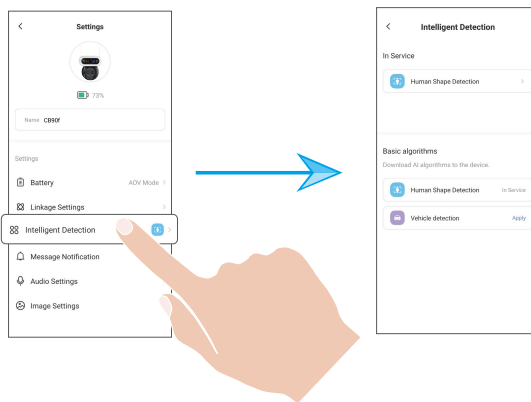 Settings
73%
Name CB90f
Settings
Battery AOV Mode
Linkage Settings
Intelligent Detection
Message Notification
Audio Settings
Image Settings
Intelligent Detection
In Service
Human Shape Detection
Basic algorithms
Download AI algorithms to the device.
Human Shape Detection In Service
Vehicle detection Apply